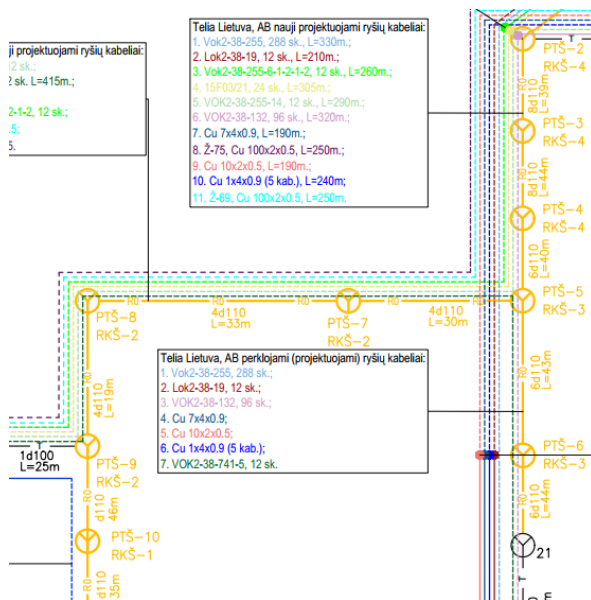 Telia Lietuva, AB nauji projektuojami ryšių kabeliai:
1. Vok2-38-255, 288 sk., L=330m.;
2. Lok2-38-19, 12 sk., L=210m.;
3. Vok2-38-255-6-1-2-1-2, 12 sk., L=260m.;
4. 15F03/21, 24 sk., L=305m.;
5. VOK2-38-255-14, 12 sk., L=290m.;
6. VOK2-38-132, 96 sk., L=320m.;
7. Cu 7x4x0.9, L=190m.;
8. Ž-75, Cu 100x2x0.5, L=250m.;
9. Cu 10x2x0.5, L=190m.;
10. Cu 1x4x0.9 (5 kab.), L=240m;
11. Ž-69, Cu 100x2x0.5, L=250m.
ji projektuojami ryšių kabeliai:
12 sk.;
2 sk. L=415m.;
2-1-2, 12 sk.;
.5;
5.
PTŠ-2
RKŠ-4
T
8d110
L=39m
PTŠ-3
RKŠ-4
R0
8d110
L=44m
PTŠ-4
RKŠ-4
6d110
L=40m
PTŠ-5
RKŠ-3
R0
R0
R0
R0
PTŠ-8
RKŠ-2
4d110
L=33m
PTŠ-7
RKŠ-2
4d110
L=30m
Telia Lietuva, AB perklojami (projektuojami) ryšių kabeliai:
1. Vok2-38-255, 288 sk.;
2. Lok2-38-19, 12 sk.;
3. VOK2-38-132, 96 sk.;
4. Cu 7x4x0.9;
5. Cu 10x2x0.5;
6. Cu 1x4x0.9 (5 kab.);
7. VOK2-38-741-5, 12 sk.
R0
6d110
L=43m
R0
4d110
L=19m
PTŠ-6
RKŠ-3
T
1d100
L=25m
PTŠ-9
RKŠ-2
R0
d110
46m
R0
6d110
L=44m
PTŠ-10
RKŠ-1
21
R0
d110
35m
T